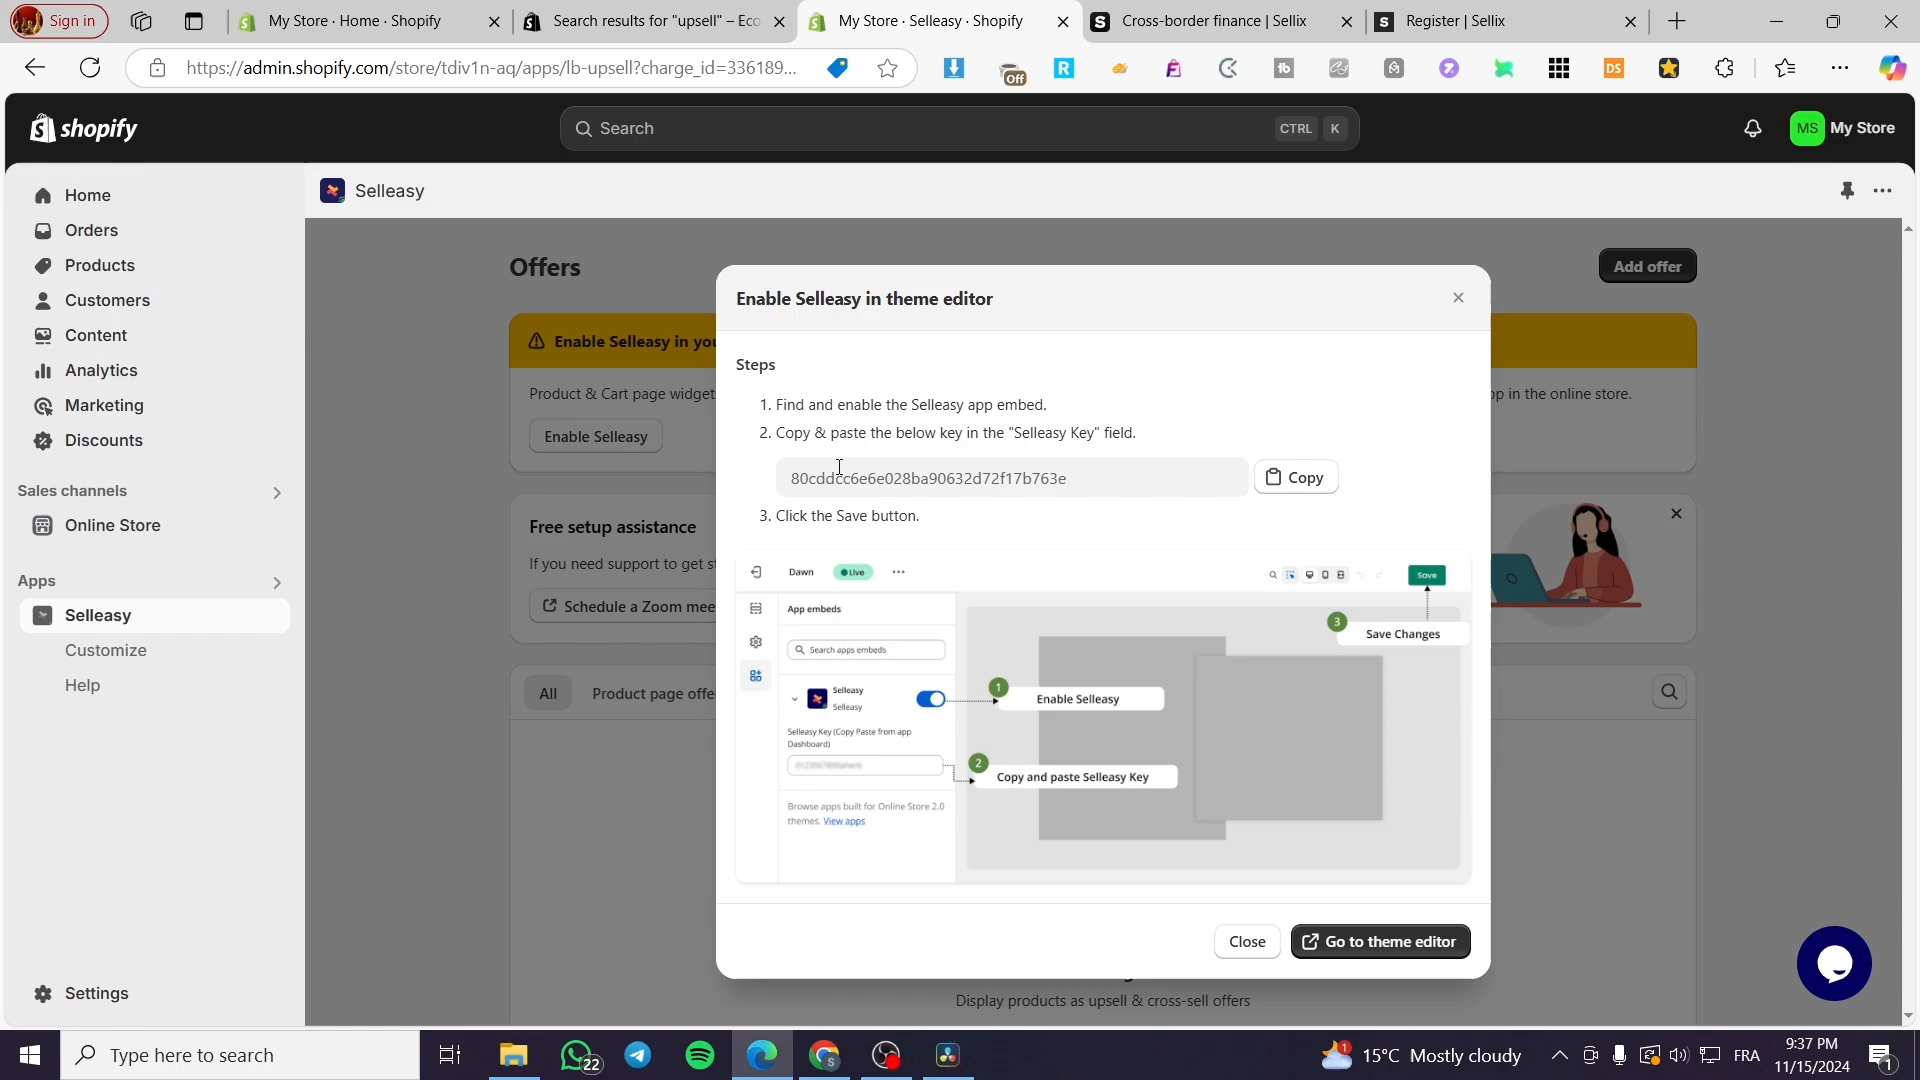 Sign in
My Store · Home · Shopify
Search results for "upsell" – Eco
My Store · Selleasy · Shopify
Cross-border finance | Sellix
Register | Sellix
https://admin.shopify.com/store/tdiv1n-aq/apps/lb-upsell?charge_id=336189...
Off
shopify
Search
CTRL K
MS My Store
Home
Orders
Products
Customers
Content
Analytics
Marketing
Discounts
Sales channels
Online Store
Apps
Selleasy
Customize
Help
Settings
Selleasy
Offers
Add offer
Enable Selleasy in you
Product & Cart page widget
pp in the online store.
Enable Selleasy
Free setup assistance
If you need support to get s
Schedule a Zoom mee
All
Product page offe
Enable Selleasy in theme editor
Steps
1. Find and enable the Selleasy app embed.
2. Copy & paste the below key in the "Selleasy Key" field.
80cddcc6e6e028ba90632d72f17b763e
Copy
3. Click the Save button.
Dawn
Live
Save
App embeds
3
Save Changes
Search apps embeds
Selleasy
Selleasy
1
Enable Selleasy
Selleasy Key (Copy Paste from app
Dashboard)
2
Copy and paste Selleasy Key
Browse apps built for Online Store 2.0
themes. View apps
Close
Go to theme editor
Display products as upsell & cross-sell offers
Type here to search
22
1
15°C Mostly cloudy
FRA
9:37 PM
11/15/2024
1